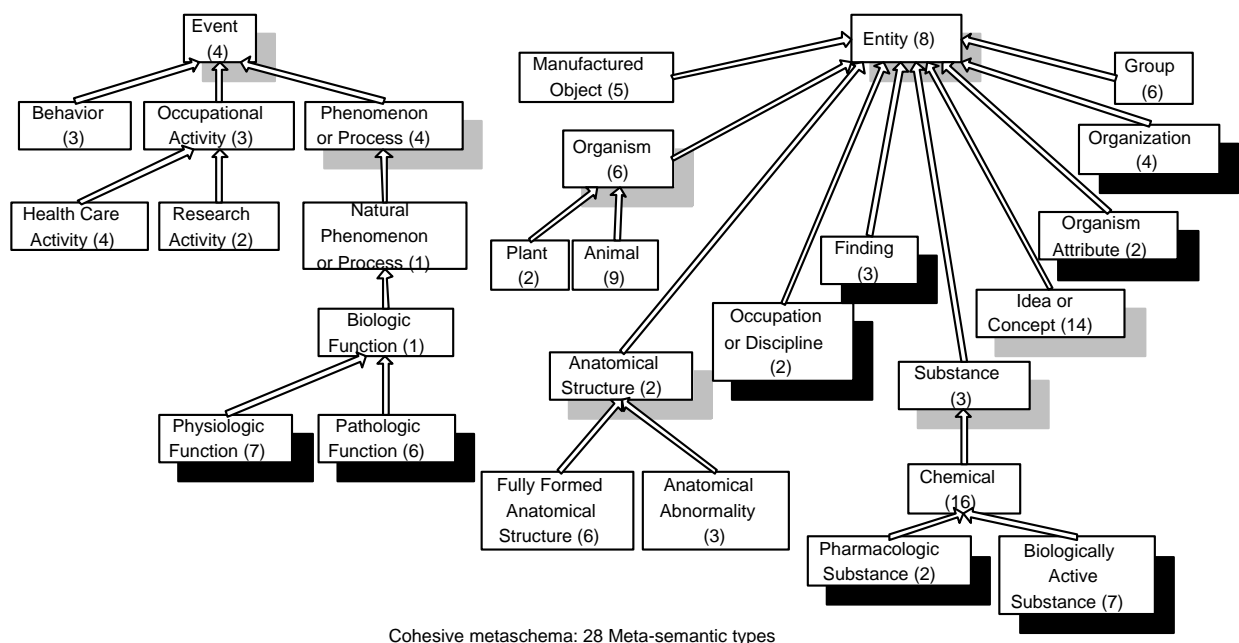 Event
(4)
Behavior
(3)
Occupational
Activity (3)
Phenomenon
or Process (4)
Health Care
Activity (4)
Research
Activity (2)
Natural
Phenomenon
or Process (1)
Biologic
Function (1)
Physiologic
Function (7)
Pathologic
Function (6)
Entity (8)
Manufactured
Object (5)
Group
(6)
Organism
(6)
Organization
(4)
Plant
(2)
Animal
(9)
Organism
Attribute (2)
Finding
(3)
Idea or
Concept (14)
Occupation
or Discipline
(2)
Anatomical
Structure (2)
Substance
(3)
Fully Formed
Anatomical
Structure (6)
Anatomical
Abnormality
(3)
Chemical
(16)
Pharmacologic
Substance (2)
Biologically
Active
Substance (7)
Cohesive metaschema: 28 Meta-semantic types